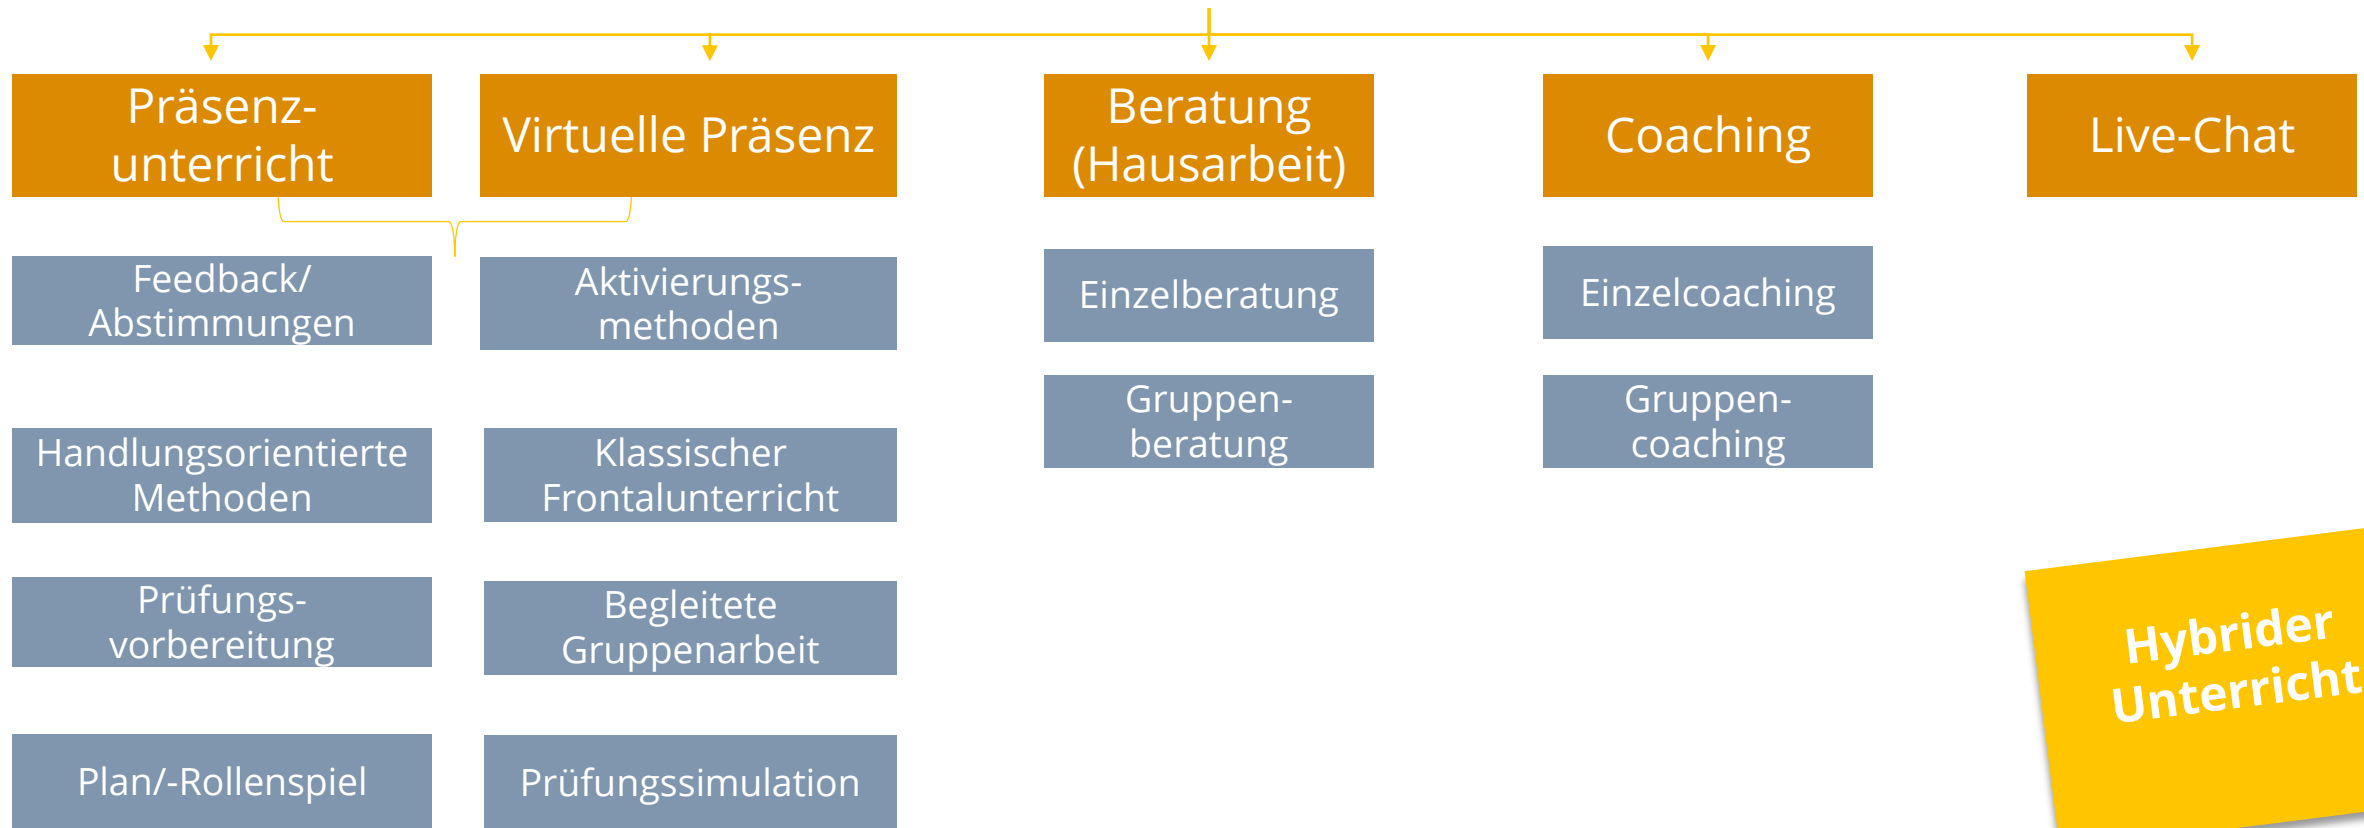 Präsenz-
unterricht
Virtuelle Präsenz
Beratung
(Hausarbeit)
Coaching
Live-Chat
Feedback/
Abstimmungen
Aktivierungs-
methoden
Einzelberatung
Einzelcoaching
Gruppen-
beratung
Gruppen-
coaching
Handlungsorientierte
Methoden
Klassischer
Frontalunterricht
Prüfungs-
vorbereitung
Begleitete
Gruppenarbeit
Hybrider
Unterricht
Plan/-Rollenspiel
Prüfungssimulation